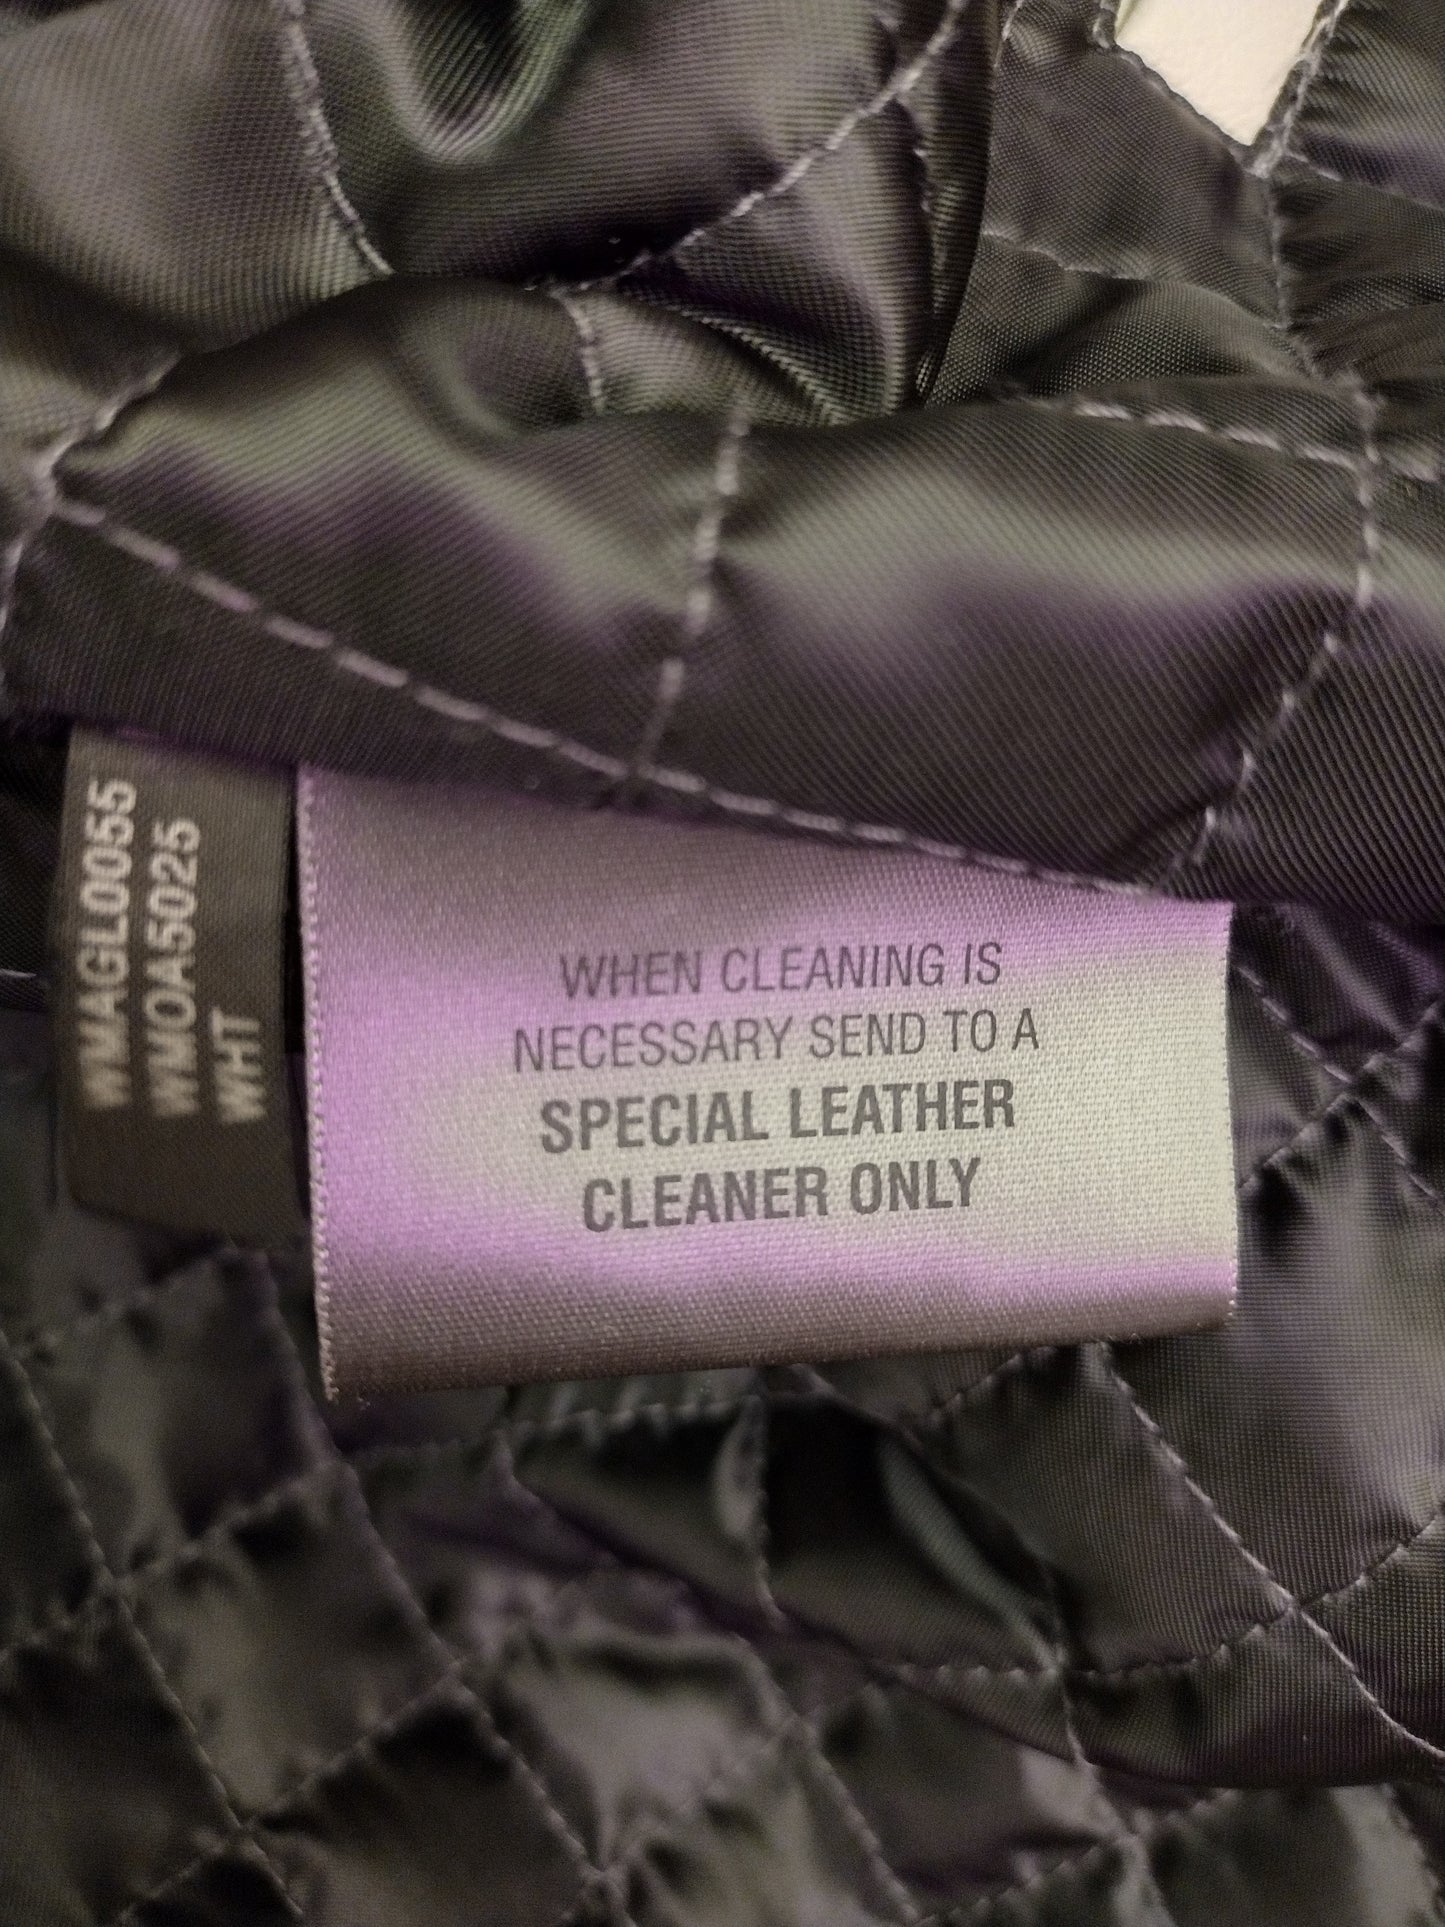 WMAGL0055
WMOA5025
WHT
WHEN CLEANING IS
NECESSARY SEND TO A
SPECIAL LEATHER
CLEANER ONLY